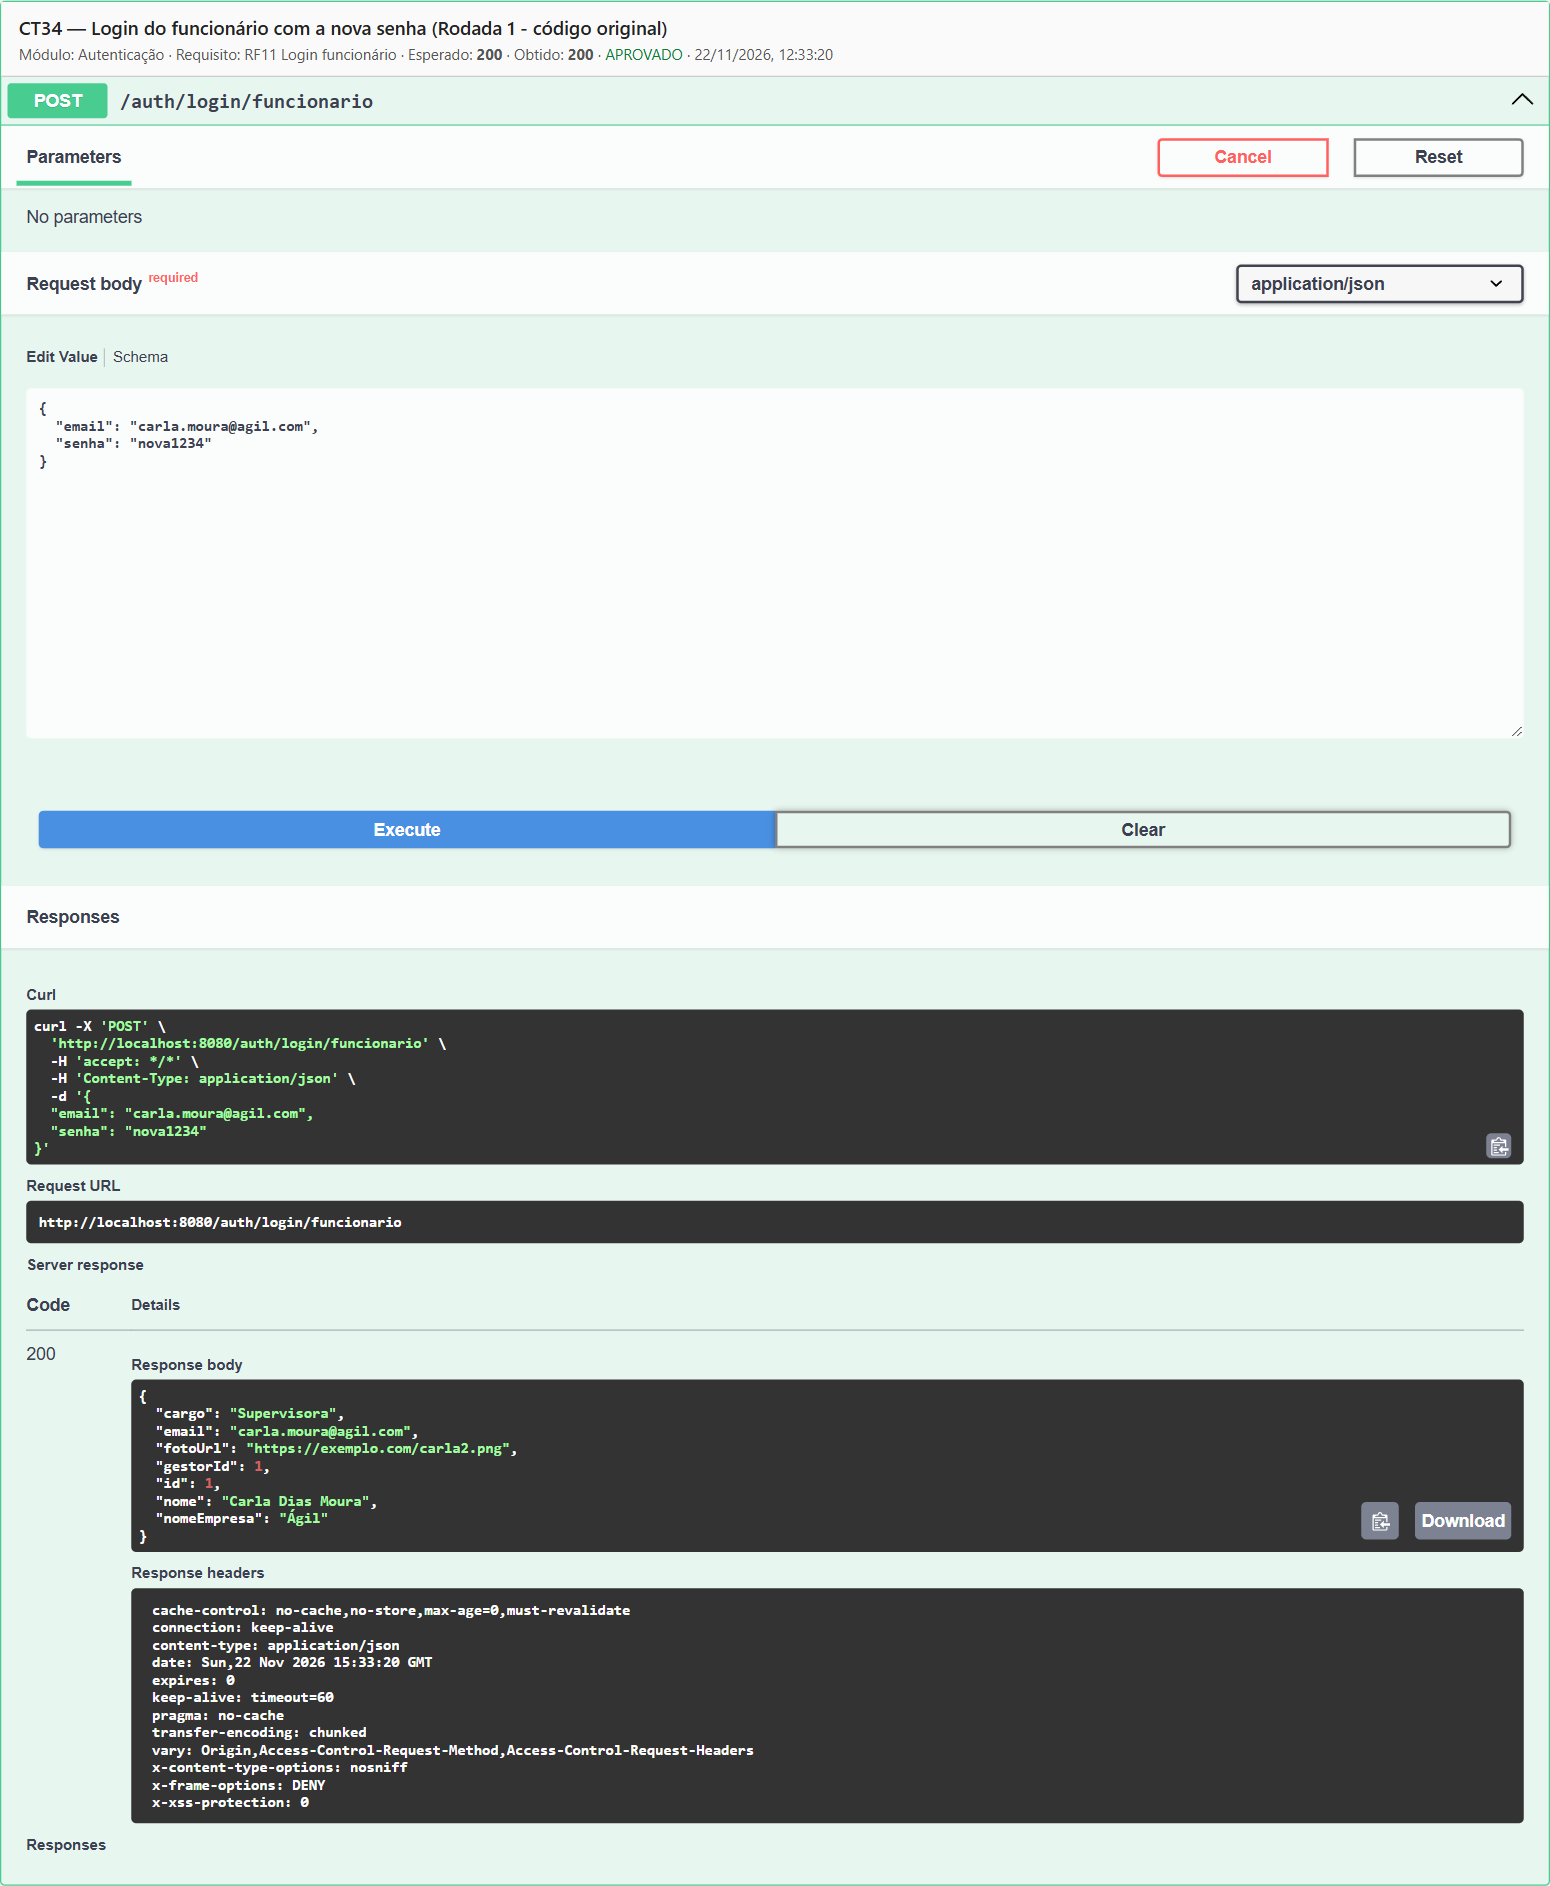 CT34 — Login do funcionário com a nova senha (Rodada 1 - código original)
Módulo: Autenticação · Requisito: RF11 Login funcionário · Esperado: 200 · Obtido: 200 · APROVADO · 22/11/2026, 12:33:20
POST /auth/login/funcionario
Parameters
Cancel
Reset
No parameters
Request body required
application/json
Edit Value
Schema
{
  "email": "carla.moura@agil.com",
  "senha": "nova1234"
}
Execute
Clear
Responses
Curl
curl -X 'POST' \
  'http://localhost:8080/auth/login/funcionario' \
  -H 'accept: */*' \
  -H 'Content-Type: application/json' \
  -d '{
  "email": "carla.moura@agil.com",
  "senha": "nova1234"
}'
Request URL
http://localhost:8080/auth/login/funcionario
Server response
Code Details
200
Response body
{
  "cargo": "Supervisora",
  "email": "carla.moura@agil.com",
  "fotoUrl": "https://exemplo.com/carla2.png",
  "gestorId": 1,
  "id": 1,
  "nome": "Carla Dias Moura",
  "nomeEmpresa": "Ágil"
}
Download
Response headers
cache-control: no-cache,no-store,max-age=0,must-revalidate
connection: keep-alive
content-type: application/json
date: Sun,22 Nov 2026 15:33:20 GMT
expires: 0
keep-alive: timeout=60
pragma: no-cache
transfer-encoding: chunked
vary: Origin,Access-Control-Request-Method,Access-Control-Request-Headers
x-content-type-options: nosniff
x-frame-options: DENY
x-xss-protection: 0
Responses